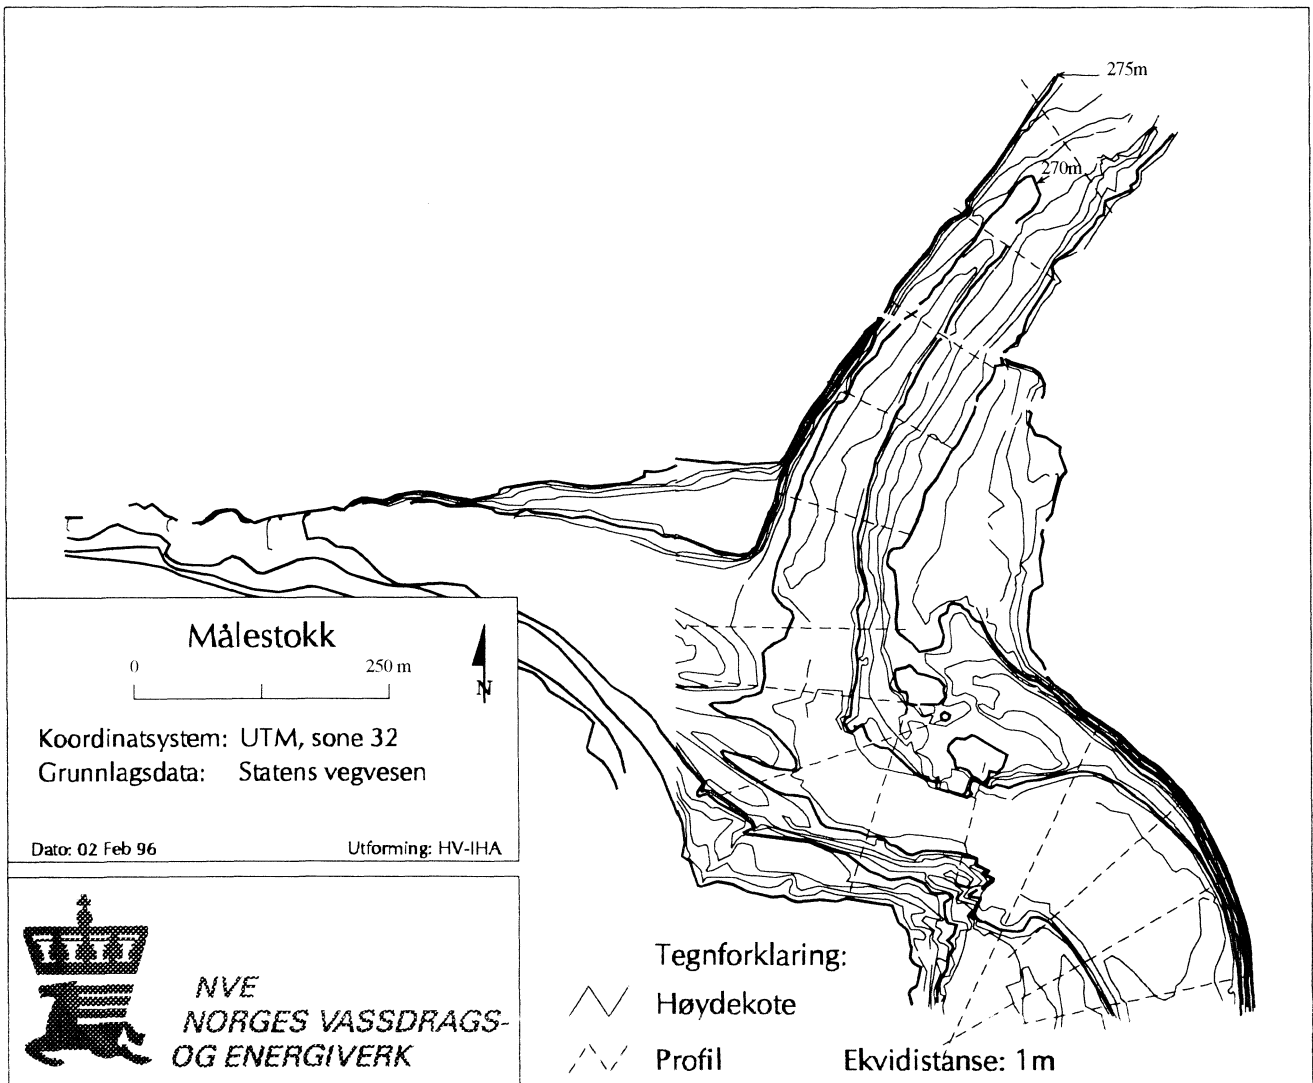 275m
270m
Målestokk
0 250 m
N
Koordinatsystem: UTM, sone 32
Grunnlagsdata: Statens vegvesen
Dato: 02 Feb 96 Utforming: HV-IHA
NVE
NORGES VASSDRAGS-
OG ENERGIVERK
Tegnforklaring:
Høydekote
Profil Ekvidistanse: 1m